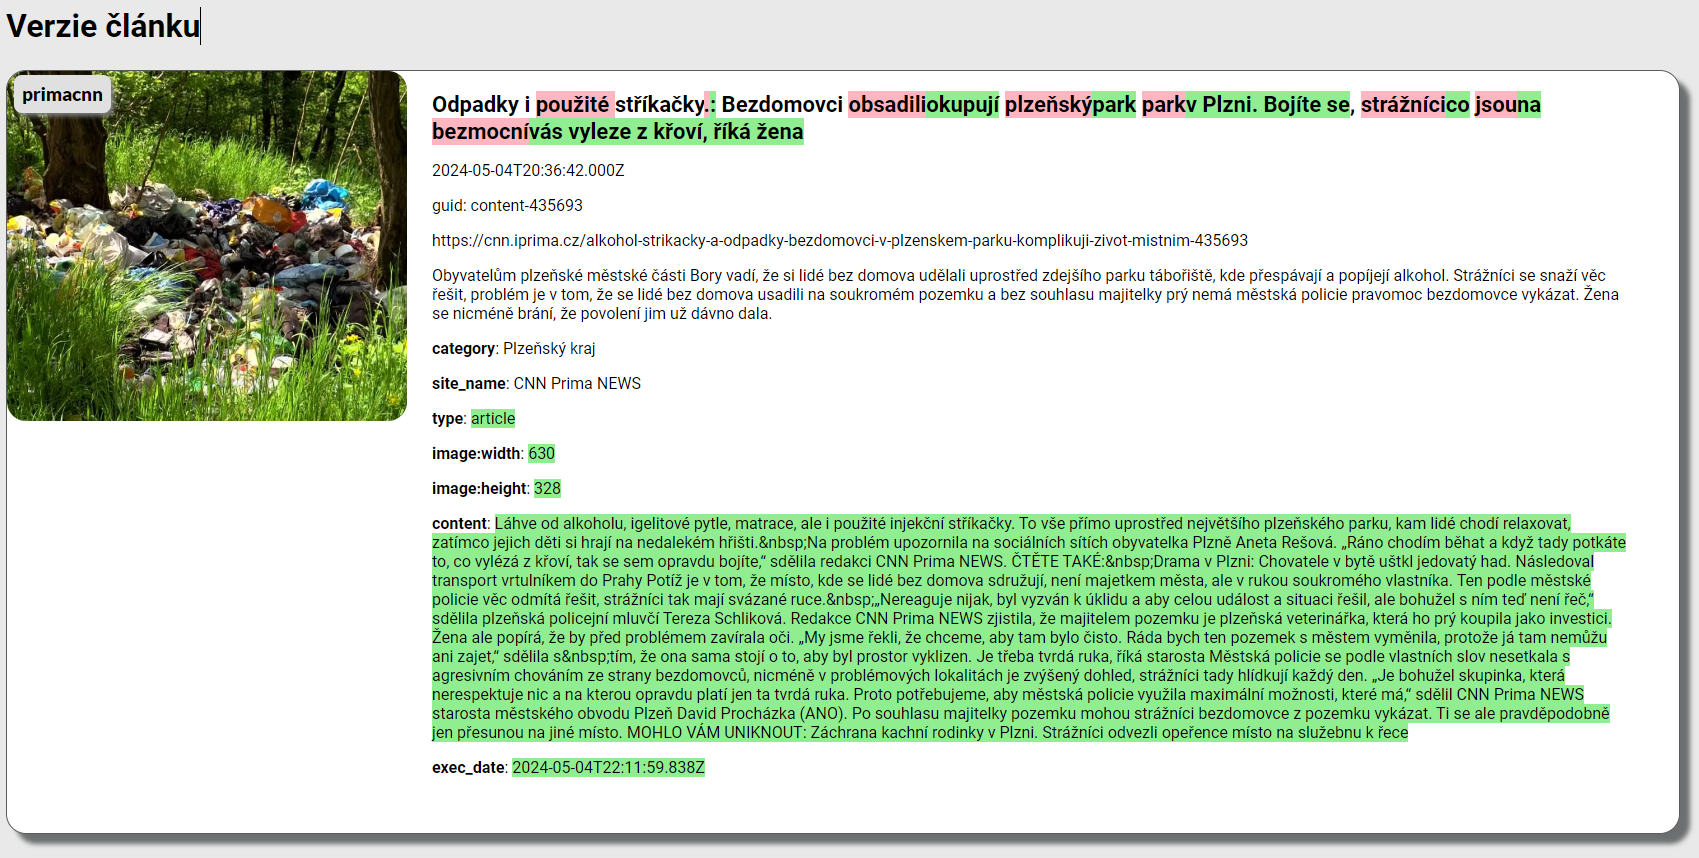 Verzie článku
primacnn
Odpadky i použité stříkačky.: Bezdomovci obsadiliokupují plzeňskýpark parkv Plzni. Bojíte se, strážnícico jsouna
bezmocnívás vyleze z křoví, říká žena
2024-05-04T20:36:42.000Z
guid: content-435693
https://cnn.iprima.cz/alkohol-strikacky-a-odpadky-bezdomovci-v-plzenskem-parku-komplikuji-zivot-mistnim-435693
Obyvatelům plzeňské městské části Bory vadí, že si lidé bez domova udělali uprostřed zdejšího parku tábořiště, kde přespávají a popíjejí alkohol. Strážníci se snaží věc
řešit, problém je v tom, že se lidé bez domova usadili na soukromém pozemku a bez souhlasu majitelky prý nemá městská policie pravomoc bezdomovce vykázat. Žena
se nicméně brání, že povolení jim už dávno dala.
category: Plzeňský kraj
site_name: CNN Prima NEWS
type: article
image:width: 630
image:height: 328
content: Láhve od alkoholu, igelitové pytle, matrace, ale i použité injekční stříkačky. To vše přímo uprostřed největšího plzeňského parku, kam lidé chodí relaxovat,
zatímco jejich děti si hrají na nedalekém hřišti.&nbsp;Na problém upozornila na sociálních sítích obyvatelka Plzně Aneta Rešová. „Ráno chodím běhat a když tady potkáte
to, co vylézá z křoví, tak se sem opravdu bojíte,“ sdělila redakci CNN Prima NEWS. ČTĚTE TAKÉ:&nbsp;Drama v Plzni: Chovatele v bytě uštkl jedovatý had. Následoval
transport vrtulníkem do Prahy Potíž je v tom, že místo, kde se lidé bez domova sdružují, není majetkem města, ale v rukou soukromého vlastníka. Ten podle městské
policie věc odmítá řešit, strážníci tak mají svázané ruce.&nbsp;„Nereaguje nijak, byl vyzván k úklidu a aby celou událost a situaci řešil, ale bohužel s ním teď není řeč,“
sdělila plzeňská policejní mluvčí Tereza Schliková. Redakce CNN Prima NEWS zjistila, že majitelem pozemku je plzeňská veterinářka, která ho prý koupila jako investici.
Žena ale popírá, že by před problémem zavírala oči. „My jsme řekli, že chceme, aby tam bylo čisto. Ráda bych ten pozemek s městem vyměnila, protože já tam nemůžu
ani zajet,“ sdělila s&nbsp;tím, že ona sama stojí o to, aby byl prostor vyklizen. Je třeba tvrdá ruka, říká starosta Městská policie se podle vlastních slov nesetkala s
agresivním chováním ze strany bezdomovců, nicméně v problémových lokalitách je zvýšený dohled, strážníci tady hlídkují každý den. „Je bohužel skupinka, která
nerespektuje nic a na kterou opravdu platí jen ta tvrdá ruka. Proto potřebujeme, aby městská policie využila maximální možnosti, které má,“ sdělil CNN Prima NEWS
starosta městského obvodu Plzeň David Procházka (ANO). Po souhlasu majitelky pozemku mohou strážníci bezdomovce z pozemku vykázat. Ti se ale pravděpodobně
jen přesunou na jiné místo. MOHLO VÁM UNIKNOUT: Záchrana kachní rodinky v Plzni. Strážníci odvezli opeřence místo na služebnu k řece
exec_date: 2024-05-04T22:11:59.838Z